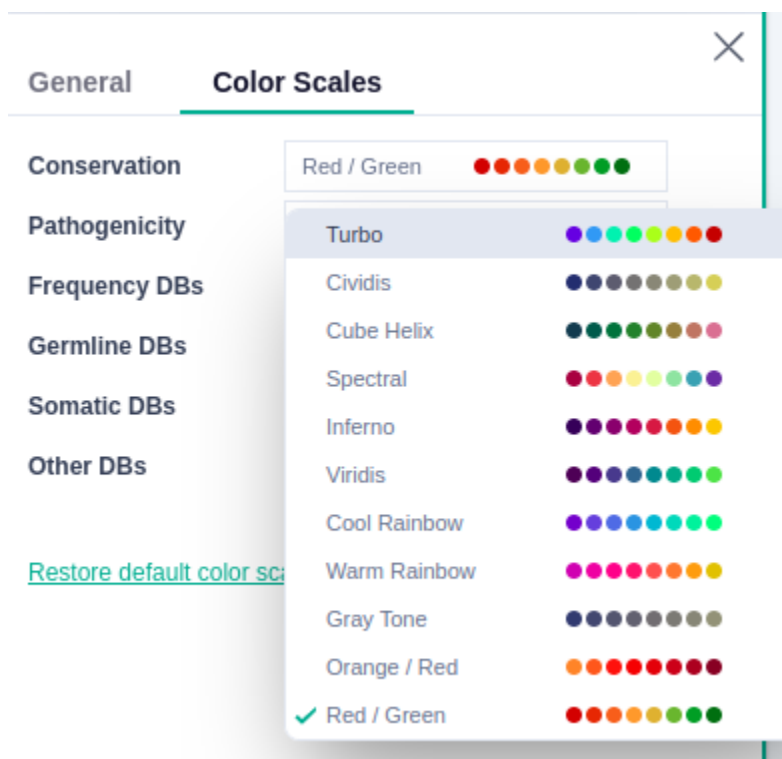 General
Color Scales
Conservation
Red / Green
Pathogenicity
Frequency DBs
Germline DBs
Somatic DBs
Other DBs
Restore default color
Turbo
Cividis
Cube Helix
Spectral
Inferno
Viridis
Cool Rainbow
Warm Rainbow
Gray Tone
Orange / Red
Red / Green